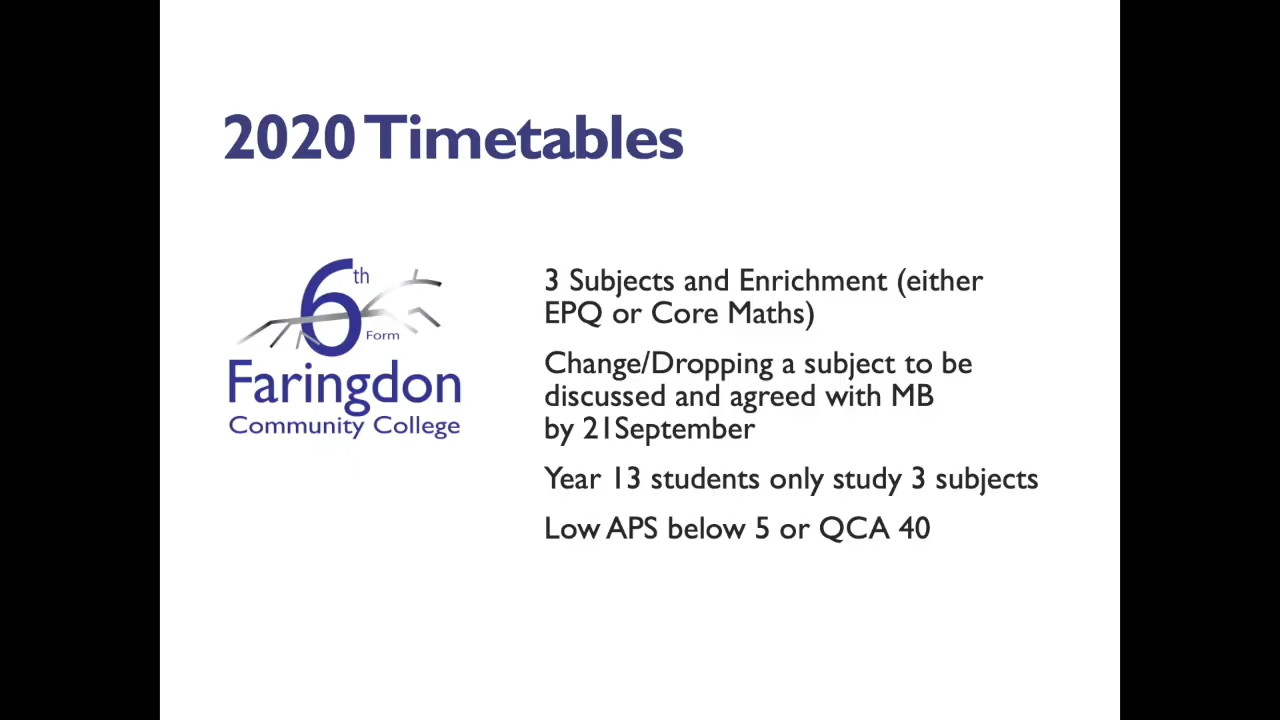 2020 Timetables
6th
Form
Faringdon
Community College
3 Subjects and Enrichment (either
EPQ or Core Maths)
Change/Dropping a subject to be
discussed and agreed with MB
by 21September
Year 13 students only study 3 subjects
Low APS below 5 or QCA 40